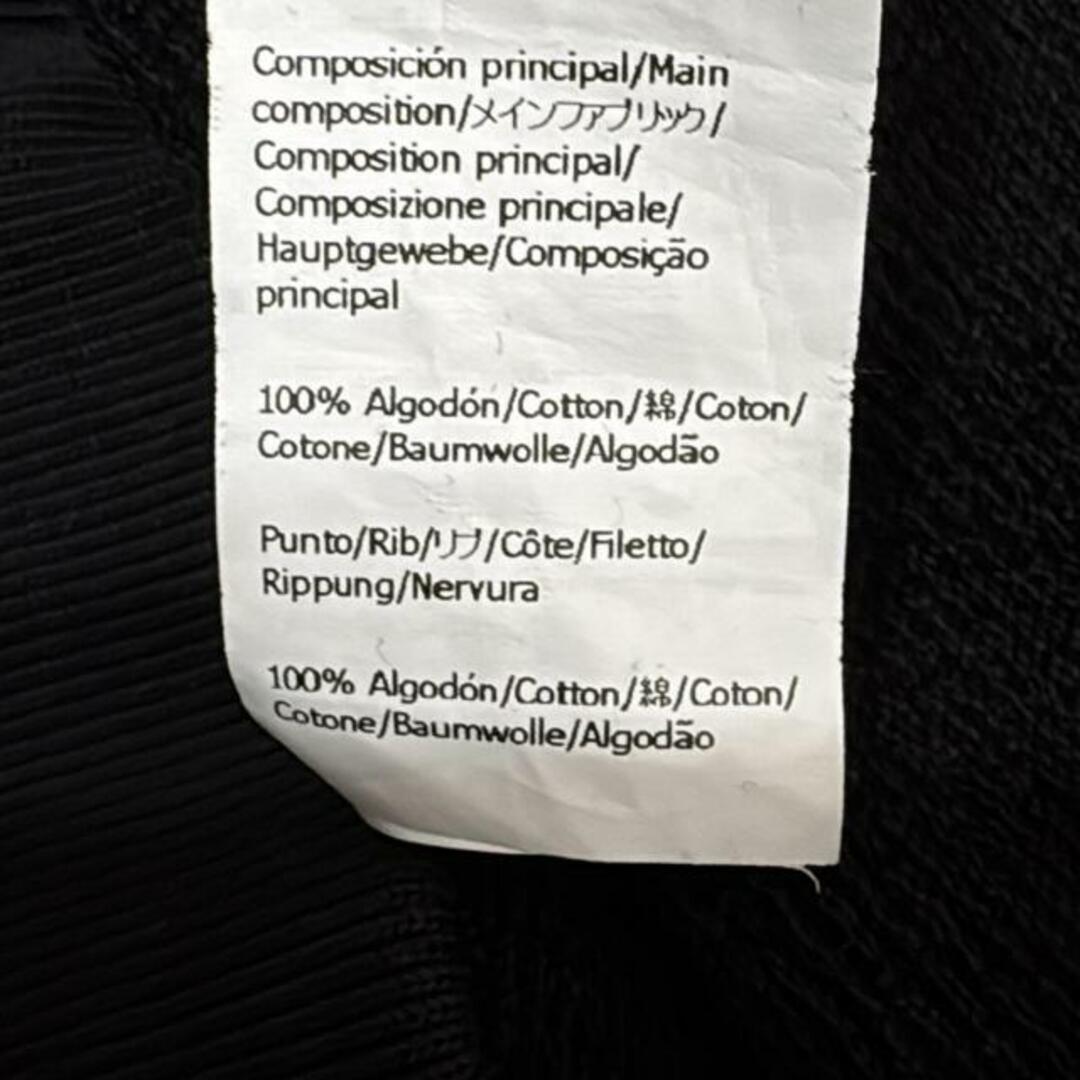 Composición principal/Main
composition/メインファブリック/
Composition principal/
Composizione principale/
Hauptgewebe/Composição
principal
100% Algodón/Cotton/綿/Coton/
Cotone/Baumwolle/Algodão
Punto/Rib/リブ/Côte/Filetto/
Rippung/Nervura
100% Algodón/Cotton/綿/Coton/
Cotone/Baumwolle/Algodão